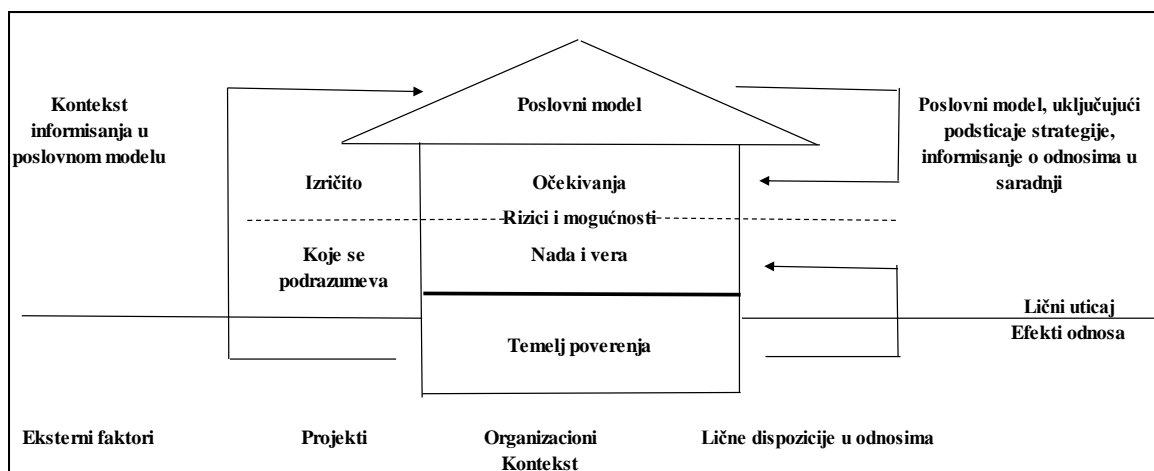 Kontekst
informisanja u
poslovnom modelu
Poslovni model
Poslovni model, uključujući
podsticaje strategije,
informisanje o odnosima u
saradnji
Izričito
Očekivanja
Rizici i mogućnosti
Koje se
podrazumeva
Nada i vera
Temelj poverenja
Lični uticaj
Efekti odnosa
Eksterni faktori
Projekti
Organizacioni
Kontekst
Lične dispozicije u odnosima